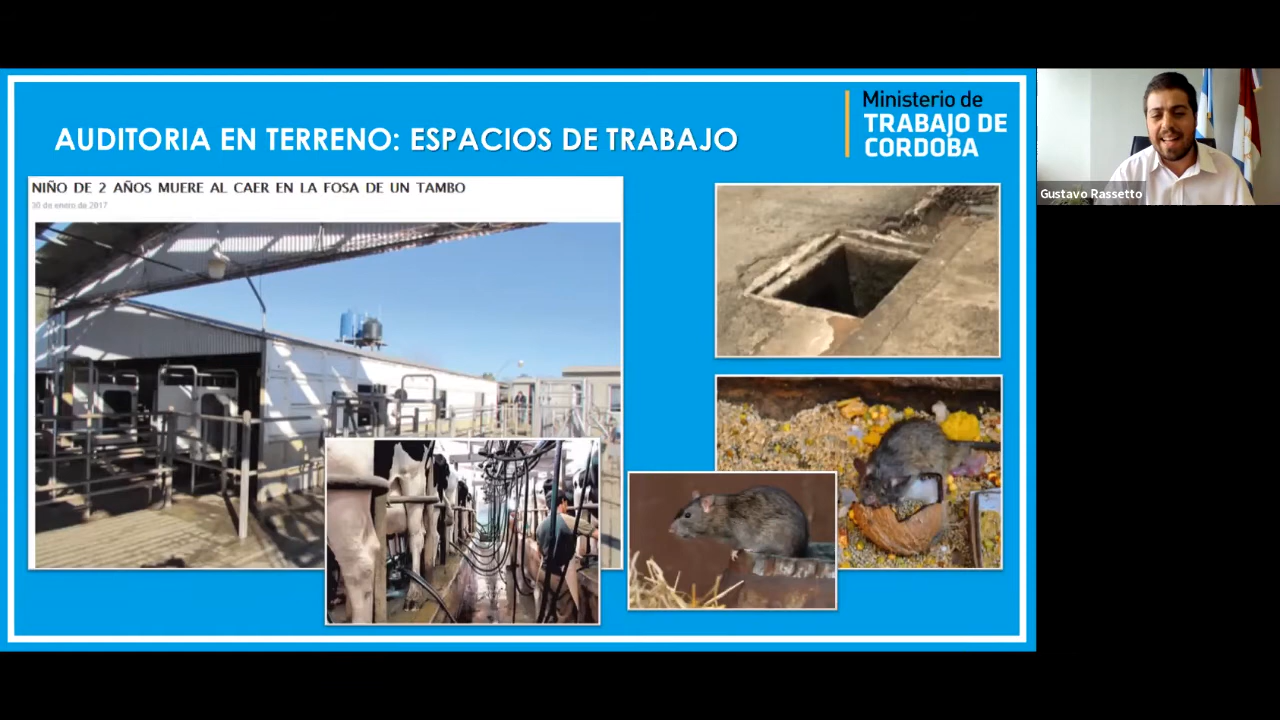 AUDITORIA EN TERRENO: ESPACIOS DE TRABAJO
Ministerio de
TRABAJO DE
CORDOBA
NIÑO DE 2 AÑOS MUERE AL CAER EN LA FOSA DE UN TAMBO
30 de enero de 2017
Gustavo Rassetto